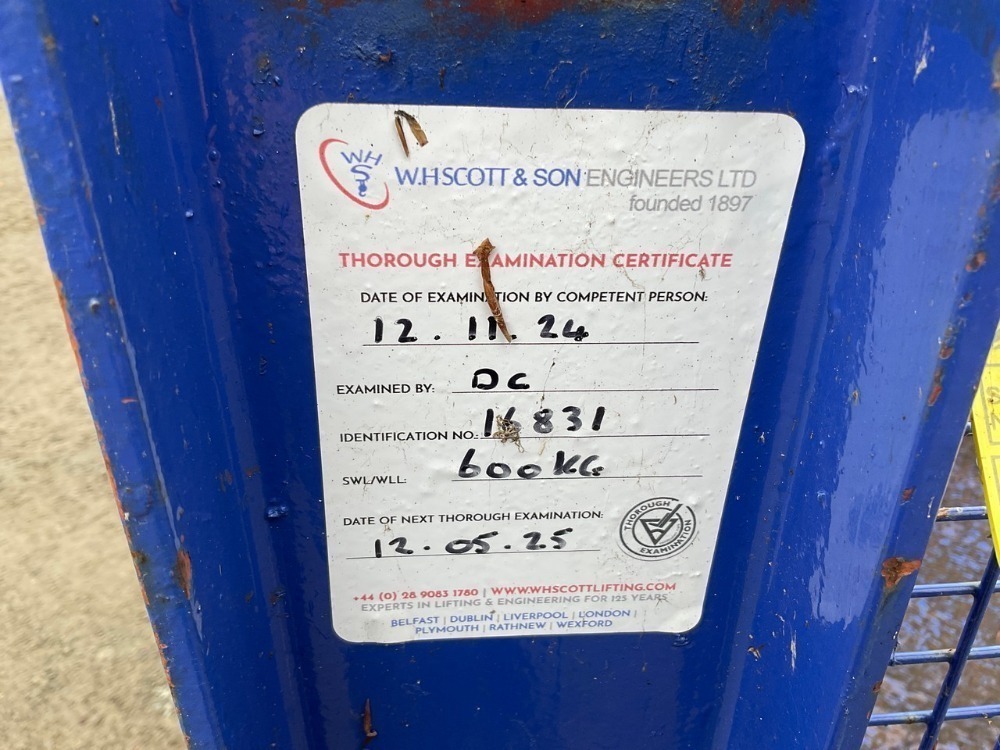 WHS
W.H SCOTT & SON ENGINEERS LTD
founded 1897
THOROUGH EXAMINATION CERTIFICATE
DATE OF EXAMINATION BY COMPETENT PERSON:
12.11.24
EXAMINED BY: DC
IDENTIFICATION NO.: 16831
SWL/WLL: 600KG
DATE OF NEXT THOROUGH EXAMINATION:
12.05.25
THOROUGH EXAMINATION
+44 (0) 28 9083 1780 | WWW.WHSCOTTLIFTING.COM
EXPERTS IN LIFTING & ENGINEERING FOR 125 YEARS
BELFAST | DUBLIN | LIVERPOOL | LONDON |
PLYMOUTH | RATHNEW | WEXFORD